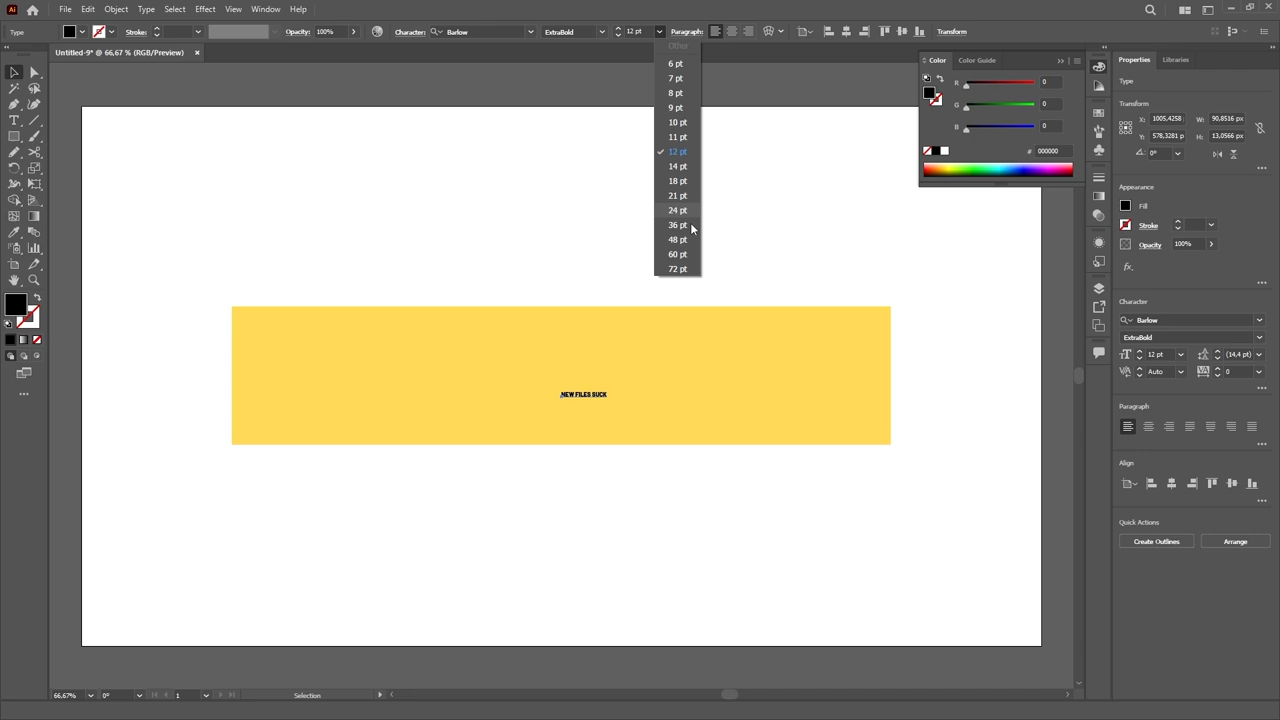 Ai File Edit Object Type Select Effect View Window Help
Type Stroke: Opacity: 100% Character: Barlow ExtraBold 12 pt Paragraph: Transform
Untitled-9* @ 66,67 % (RGB/Preview) ×
Other
6 pt
7 pt
8 pt
9 pt
10 pt
11 pt
12 pt
14 pt
18 pt
21 pt
24 pt
36 pt
48 pt
60 pt
72 pt
NEW FILES SUCK
Color Color Guide
R 0
G 0
B 0
# 000000
Properties Libraries
Type
Transform
X: 1005,4258 W: 90,8516 px
Y: 578,3281 p H: 13,0566 px
0°
Appearance
Fill
Stroke
Opacity 100%
fx.
Character
Barlow
ExtraBold
12 pt (14,4 pt)
Auto 0
Paragraph
Align
Quick Actions
Create Outlines Arrange
66,67% 0° 1 Selection